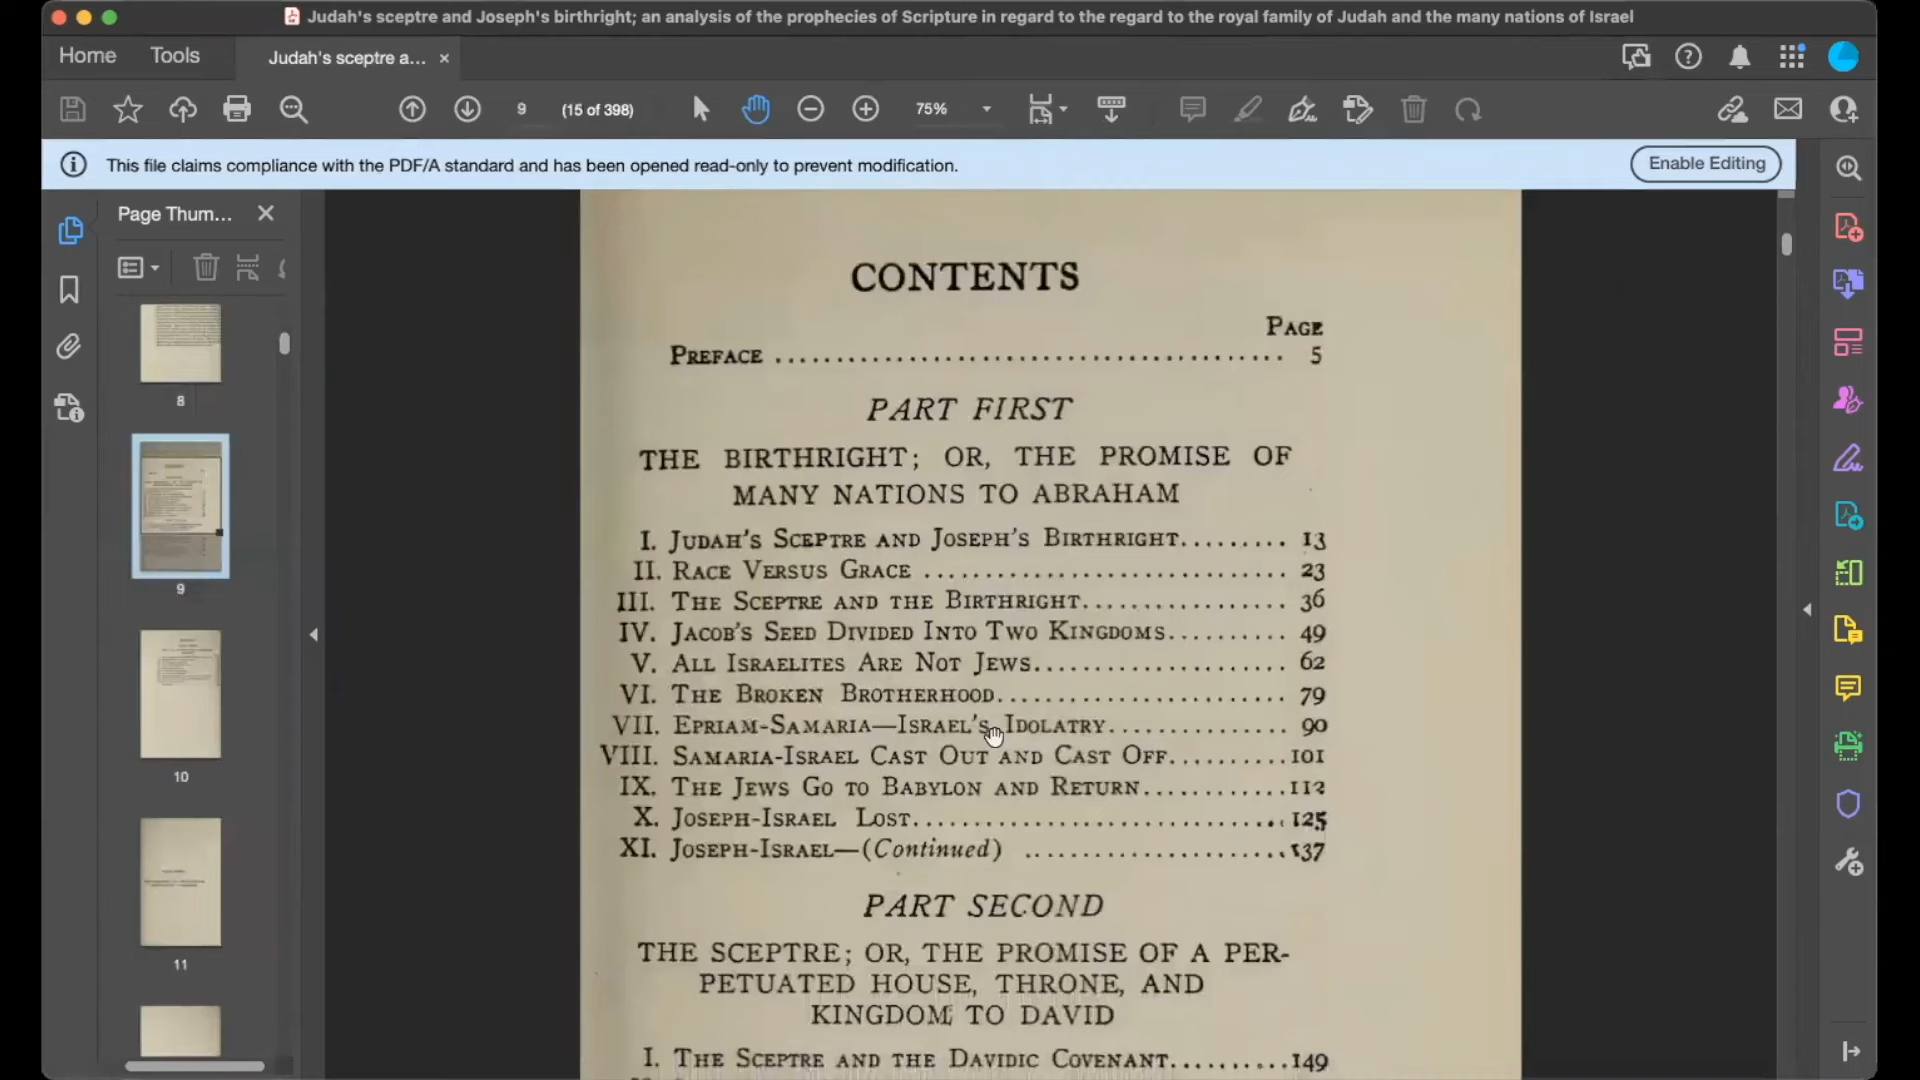 Judah's sceptre and Joseph's birthright; an analysis of the prophecies of Scripture in regard to the regard to the royal family of Judah and the many nations of Israel
Home Tools Judah's sceptre a...
9 (15 of 398) 75%
This file claims compliance with the PDF/A standard and has been opened read-only to prevent modification. Enable Editing
Page Thum...
8
9
10
11
CONTENTS
PAGE
PREFACE ........................................ 5
PART FIRST
THE BIRTHRIGHT; OR, THE PROMISE OF
MANY NATIONS TO ABRAHAM
I. JUDAH'S SCEPTRE AND JOSEPH'S BIRTHRIGHT......... 13
II. RACE VERSUS GRACE ............................. 23
III. THE SCEPTRE AND THE BIRTHRIGHT................ 36
IV. JACOB'S SEED DIVIDED INTO TWO KINGDOMS.......... 49
V. ALL ISRAELITES ARE NOT JEWS.................... 62
VI. THE BROKEN BROTHERHOOD....................... 79
VII. EPRIAM-SAMARIA—ISRAEL'S IDOLATRY.............. 90
VIII. SAMARIA-ISRAEL CAST OUT AND CAST OFF..........101
IX. THE JEWS GO TO BABYLON AND RETURN............112
X. JOSEPH-ISRAEL LOST.............................125
XI. JOSEPH-ISRAEL—(Continued) .....................137
PART SECOND
THE SCEPTRE; OR, THE PROMISE OF A PER-
PETUATED HOUSE, THRONE, AND
KINGDOM TO DAVID
I. THE SCEPTRE AND THE DAVIDIC COVENANT..........149